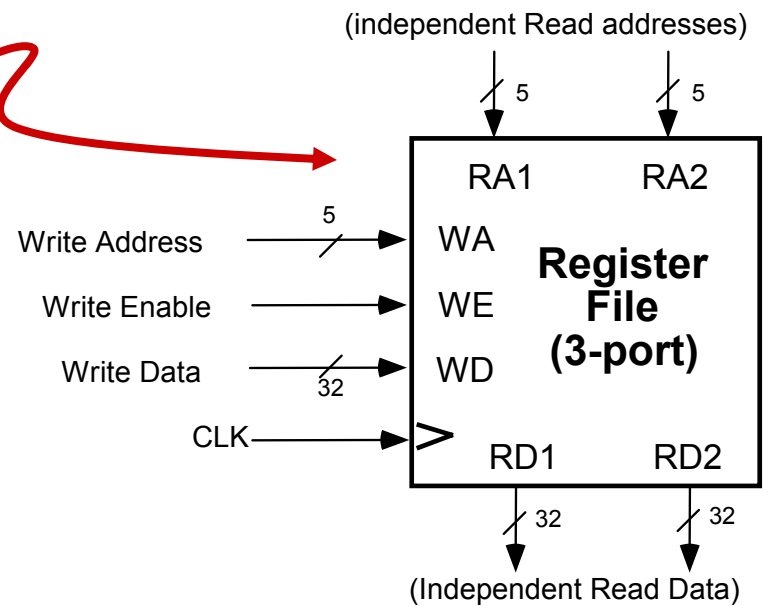 (independent Read addresses)
5
5
RA1
RA2
5
Write Address
WA
Register
File
(3-port)
Write Enable
WE
Write Data
32
WD
CLK
RD1
RD2
32
32
(Independent Read Data)